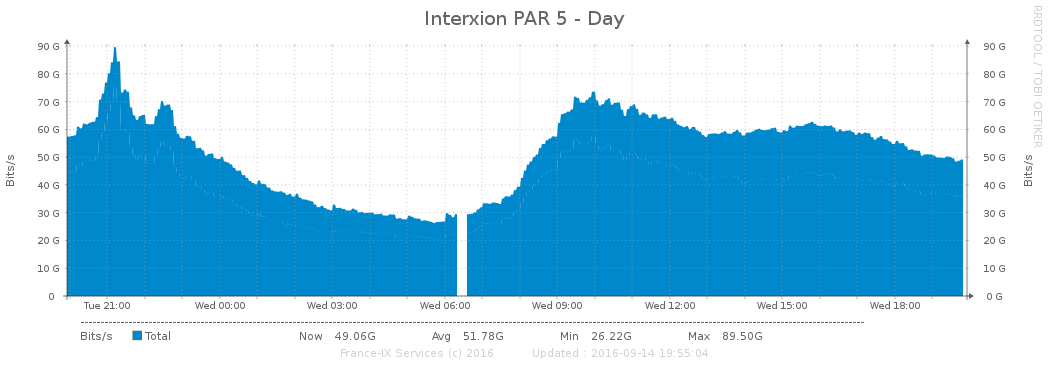 Interxion PAR 5 - Day
RRDTOOL / TOBI OETIKER
Bits/s
90 G 90 G
80 G 80 G
70 G 70 G
60 G 60 G
50 G 50 G
40 G 40 G
30 G 30 G
20 G 20 G
10 G 10 G
0 0 G
Bits/s
Tue 21:00 Wed 00:00 Wed 03:00 Wed 06:00 Wed 09:00 Wed 12:00 Wed 15:00 Wed 18:00
Bits/s Total Now 49.06G Avg 51.78G Min 26.22G Max 89.50G
France-IX Services (c) 2016 Updated : 2016-09-14 19:55:04